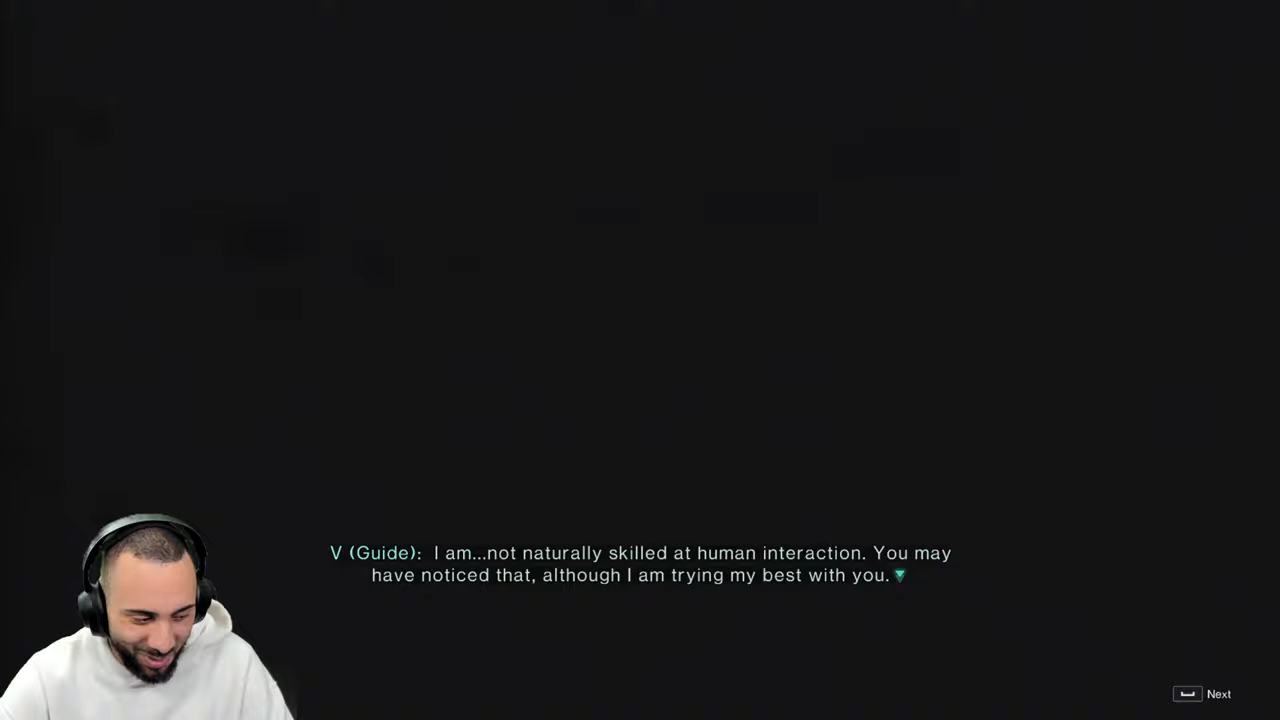 V (Guide): I am...not naturally skilled at human interaction. You may
have noticed that, although I am trying my best with you.
Next